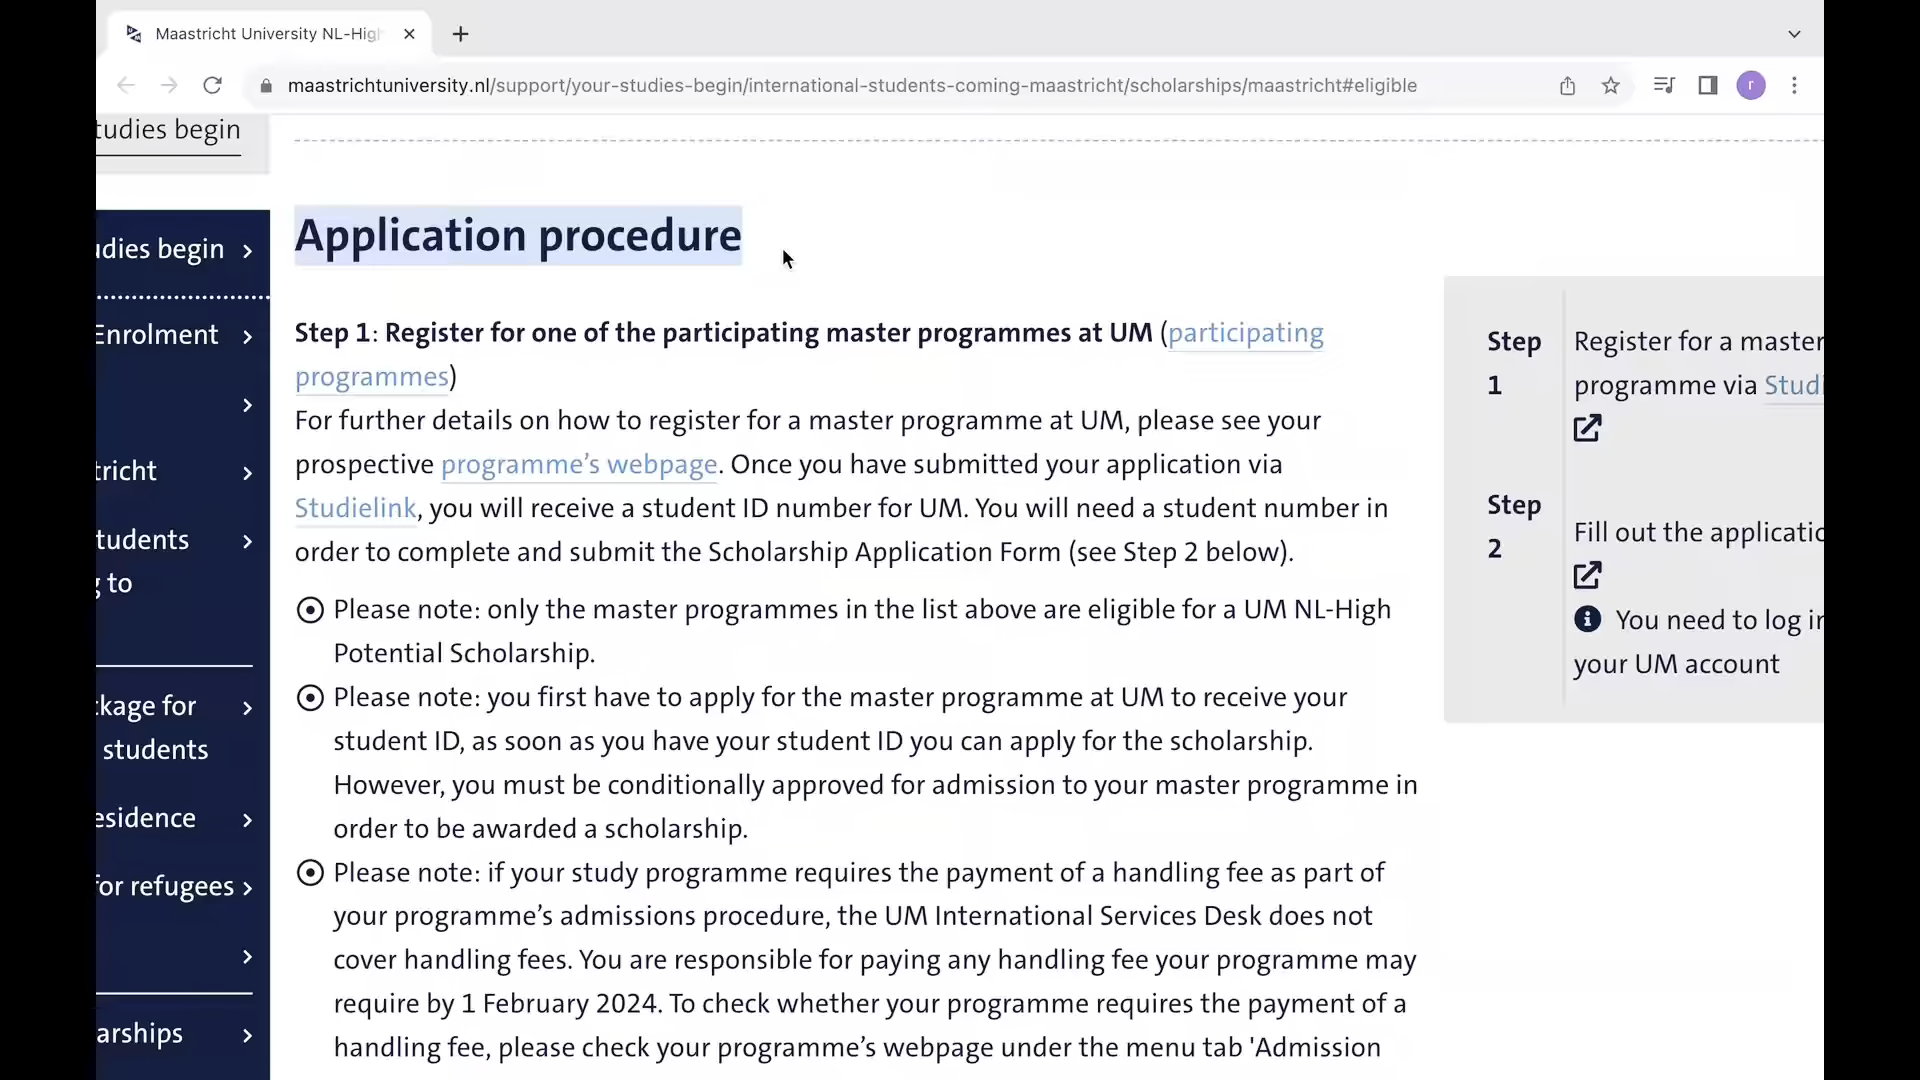 Maastricht University NL-High
maastrichtuniversity.nl/support/your-studies-begin/international-students-coming-maastricht/scholarships/maastricht#eligible
r
tudies begin
udies begin
Enrolment
tricht
tudents
g to
kage for
students
esidence
for refugees
arships
Application procedure
Step 1: Register for one of the participating master programmes at UM (participating
programmes)
For further details on how to register for a master programme at UM, please see your
prospective programme’s webpage. Once you have submitted your application via
Studielink, you will receive a student ID number for UM. You will need a student number in
order to complete and submit the Scholarship Application Form (see Step 2 below).
Please note: only the master programmes in the list above are eligible for a UM NL-High
Potential Scholarship.
Please note: you first have to apply for the master programme at UM to receive your
student ID, as soon as you have your student ID you can apply for the scholarship.
However, you must be conditionally approved for admission to your master programme in
order to be awarded a scholarship.
Please note: if your study programme requires the payment of a handling fee as part of
your programme’s admissions procedure, the UM International Services Desk does not
cover handling fees. You are responsible for paying any handling fee your programme may
require by 1 February 2024. To check whether your programme requires the payment of a
handling fee, please check your programme’s webpage under the menu tab 'Admission
Step
1
Register for a master
programme via Studi
Step
2
Fill out the applicatio
You need to log in
your UM account